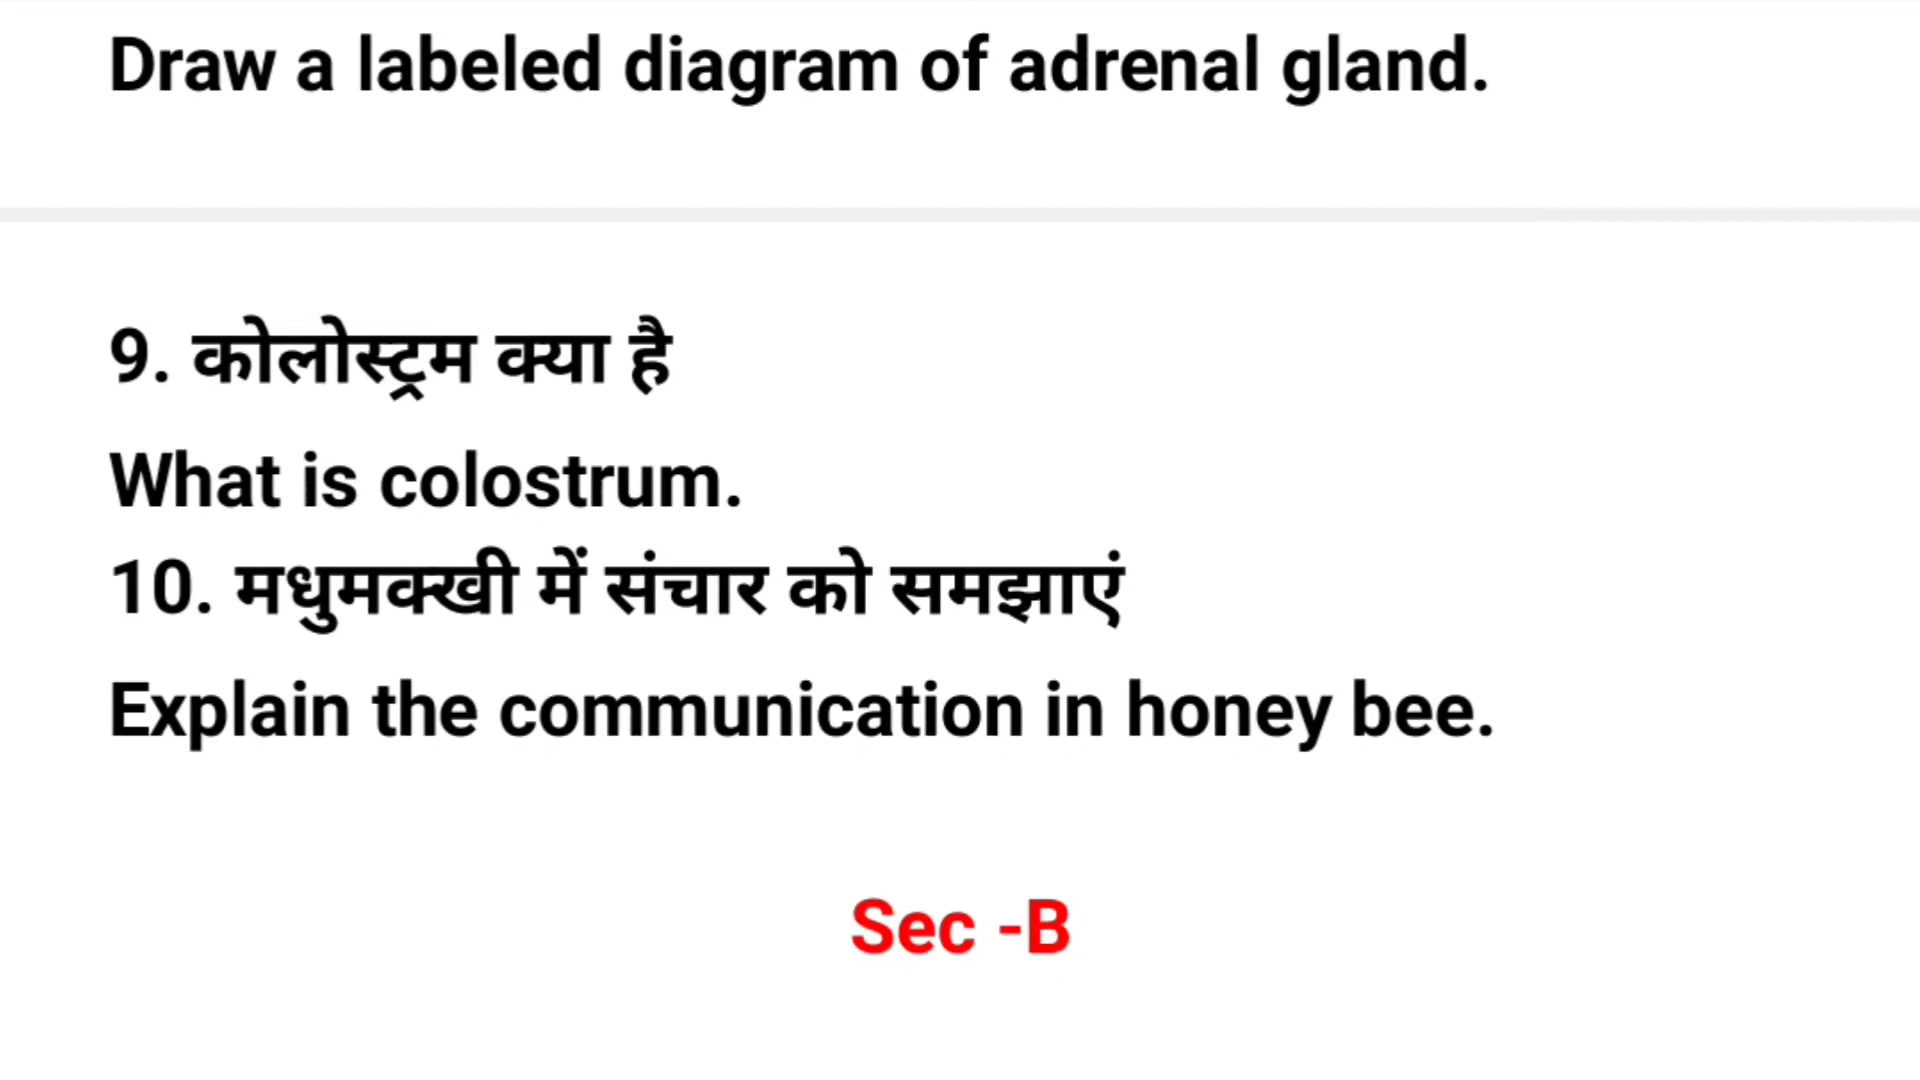 Draw a labeled diagram of adrenal gland.
9. कोलोस्ट्रम क्या है
What is colostrum.
10. मधुमक्खी में संचार को समझाएं
Explain the communication in honey bee.
Sec -B